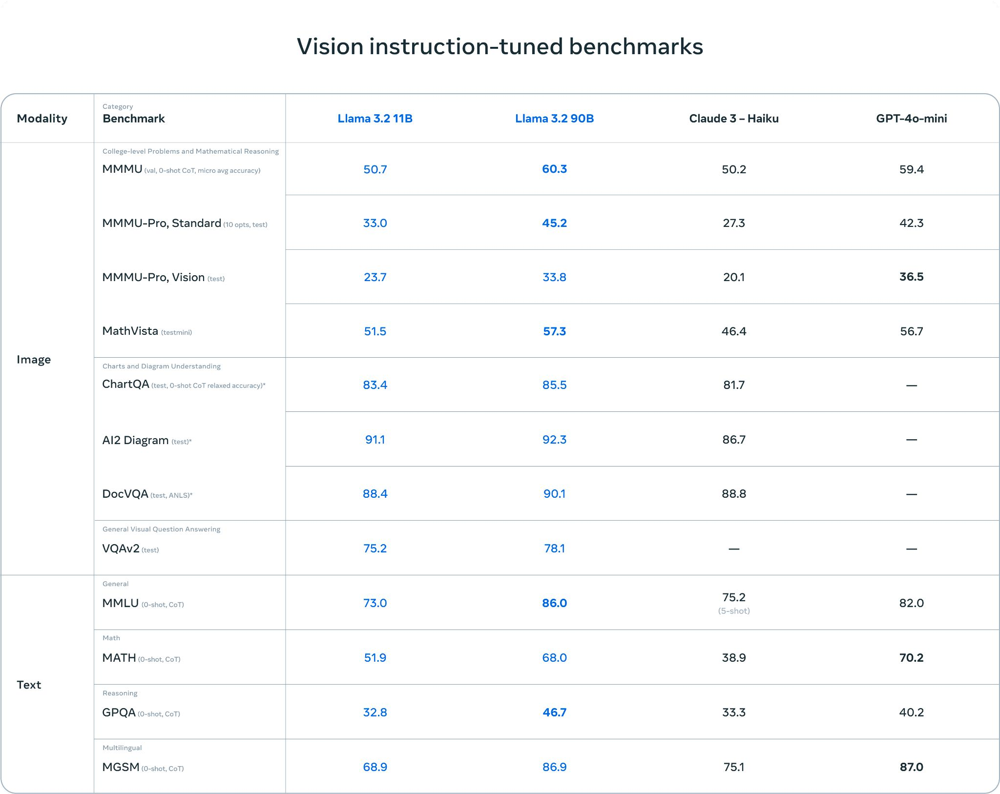 Vision instruction-tuned benchmarks
Modality
Category
Benchmark
Llama 3.2 11B
Llama 3.2 90B
Claude 3 – Haiku
GPT-4o-mini
Image
College-level Problems and Mathematical Reasoning
MMMU (val, 0-shot CoT, micro avg accuracy)
50.7
60.3
50.2
59.4
MMMU-Pro, Standard (10 opts, test)
33.0
45.2
27.3
42.3
MMMU-Pro, Vision (test)
23.7
33.8
20.1
36.5
MathVista (testmini)
51.5
57.3
46.4
56.7
Charts and Diagram Understanding
ChartQA (test, 0-shot CoT relaxed accuracy)*
83.4
85.5
81.7
—
AI2 Diagram (test)*
91.1
92.3
86.7
—
DocVQA (test, ANLS)*
88.4
90.1
88.8
—
General Visual Question Answering
VQAv2 (test)
75.2
78.1
—
—
Text
General
MMLU (0-shot, CoT)
73.0
86.0
75.2
(5-shot)
82.0
Math
MATH (0-shot, CoT)
51.9
68.0
38.9
70.2
Reasoning
GPQA (0-shot, CoT)
32.8
46.7
33.3
40.2
Multilingual
MGSM (0-shot, CoT)
68.9
86.9
75.1
87.0